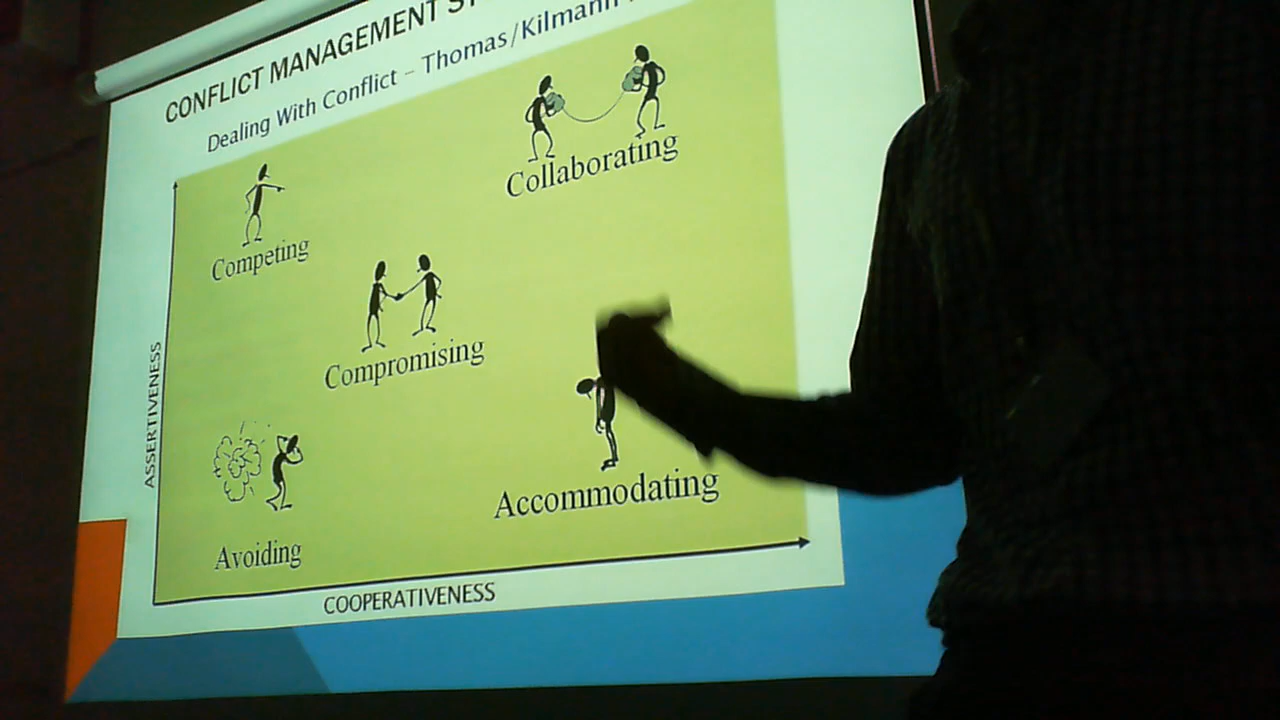 CONFLICT MANAGEMENT
Dealing With Conflict – Thomas/Kilmann
Collaborating
Competing
Compromising
ASSERTIVENESS
Accommodating
Avoiding
COOPERATIVENESS